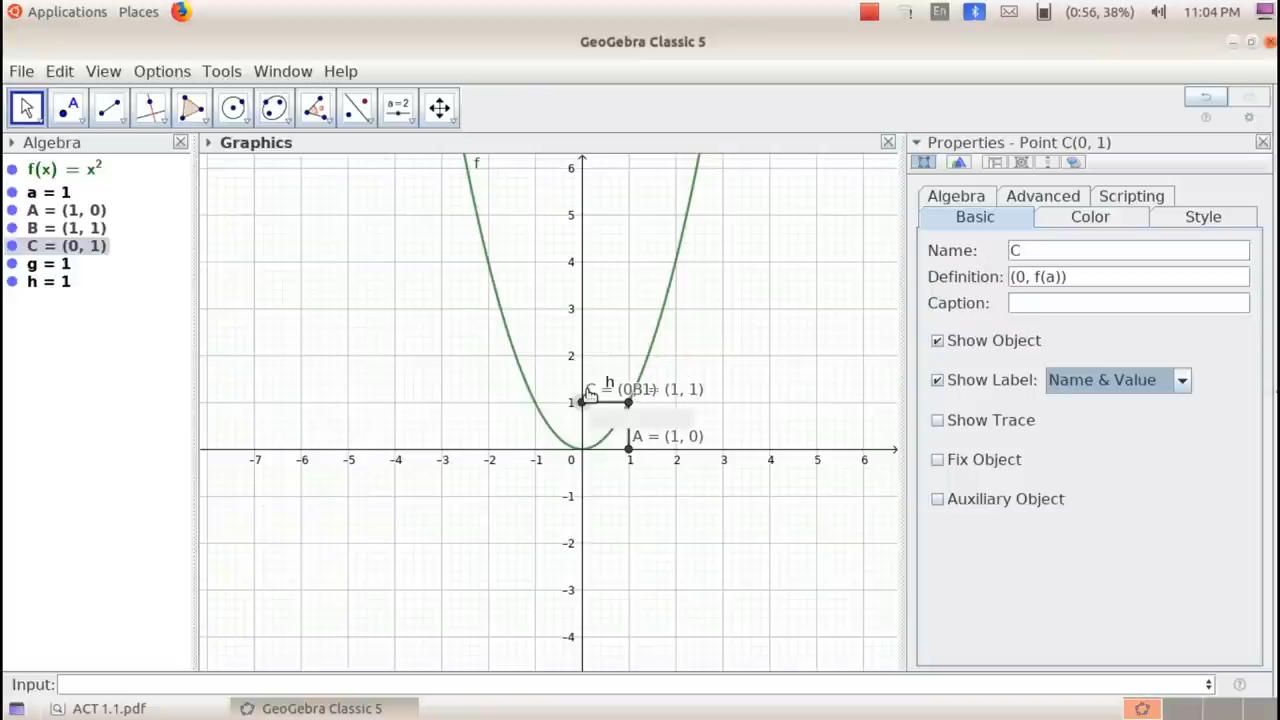 Applications Places En (0:56, 38%) 11:04 PM
GeoGebra Classic 5
File Edit View Options Tools Window Help
A a=2
Algebra
f(x) = x²
a = 1
A = (1, 0)
B = (1, 1)
C = (0, 1)
g = 1
h = 1
Graphics
f
6
5
4
3
2
h
C = (0, 1)
B = (1, 1)
1
A = (1, 0)
–7 –6 –5 –4 –3 –2 –1 0 1 2 3 4 5 6
–1
–2
–3
–4
Properties - Point C(0, 1)
Algebra Advanced Scripting
Basic Color Style
Name: C
Definition: (0, f(a))
Caption:
Show Object
Show Label: Name & Value
Show Trace
Fix Object
Auxiliary Object
Input:
ACT 1.1.pdf GeoGebra Classic 5